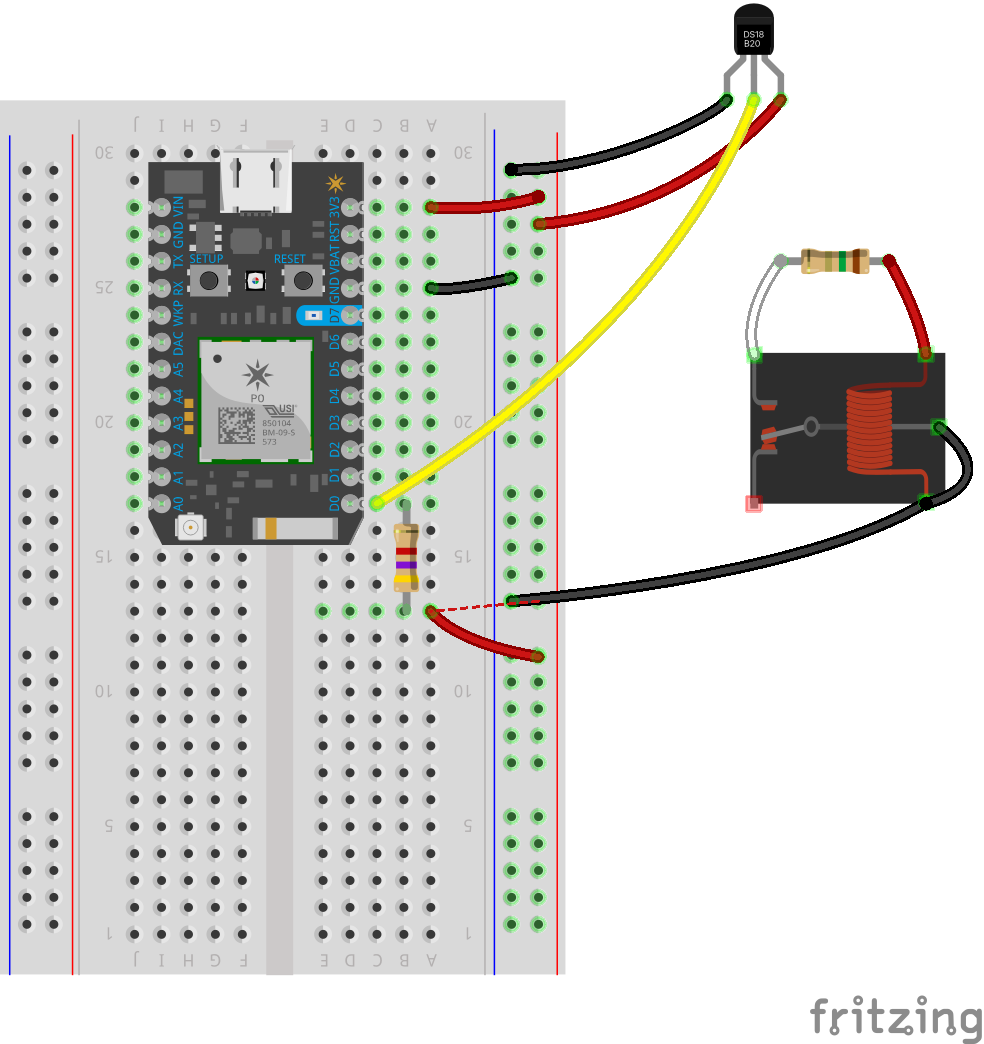 DS18
B20
J I H G F E D C B A
30 30
VIN 3V3
GND RST
TX VBAT
SETUP RESET
25 RX GND 25
WKP D7
DAC D6
A5 D5
PO
A4 D4
USI
850104
BM-09-S
573
20 A3 D3 20
A2 D2
A1 D1
A0 D0
15 15
10 10
5 5
1 1
J I H G F E D C B A
fritzing